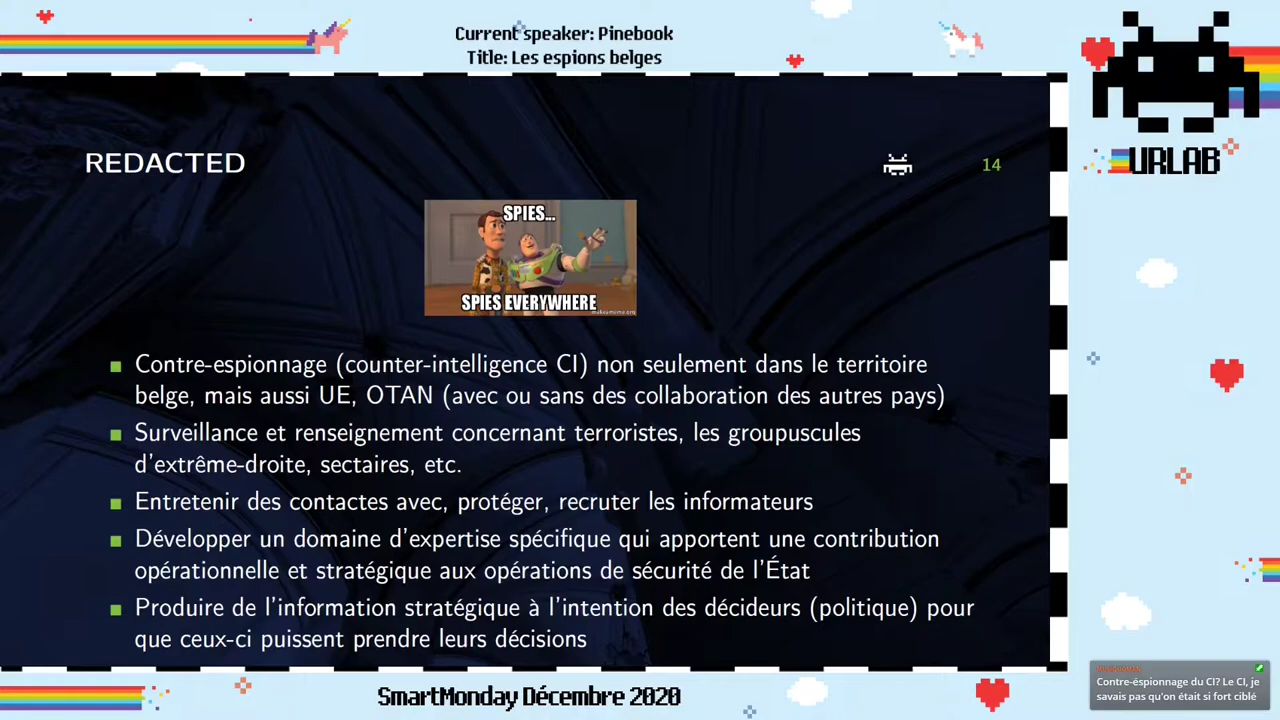 Current speaker: Pinebook
Title: Les espions belges
URLAB
REDACTED
14
SPIES...
SPIES EVERYWHERE
makeameme.org
Contre-espionnage (counter-intelligence CI) non seulement dans le territoire
belge, mais aussi UE, OTAN (avec ou sans des collaboration des autres pays)
Surveillance et renseignement concernant terroristes, les groupuscules
d'extrême-droite, sectaires, etc.
Entretenir des contactes avec, protéger, recruter les informateurs
Développer un domaine d'expertise spécifique qui apportent une contribution
opérationnelle et stratégique aux opérations de sécurité de l'État
Produire de l'information stratégique à l'intention des décideurs (politique) pour
que ceux-ci puissent prendre leurs décisions
Contre-éspionnage du CI? Le CI, je
savais pas qu'on était si fort ciblé
SmartMonday Décembre 2020